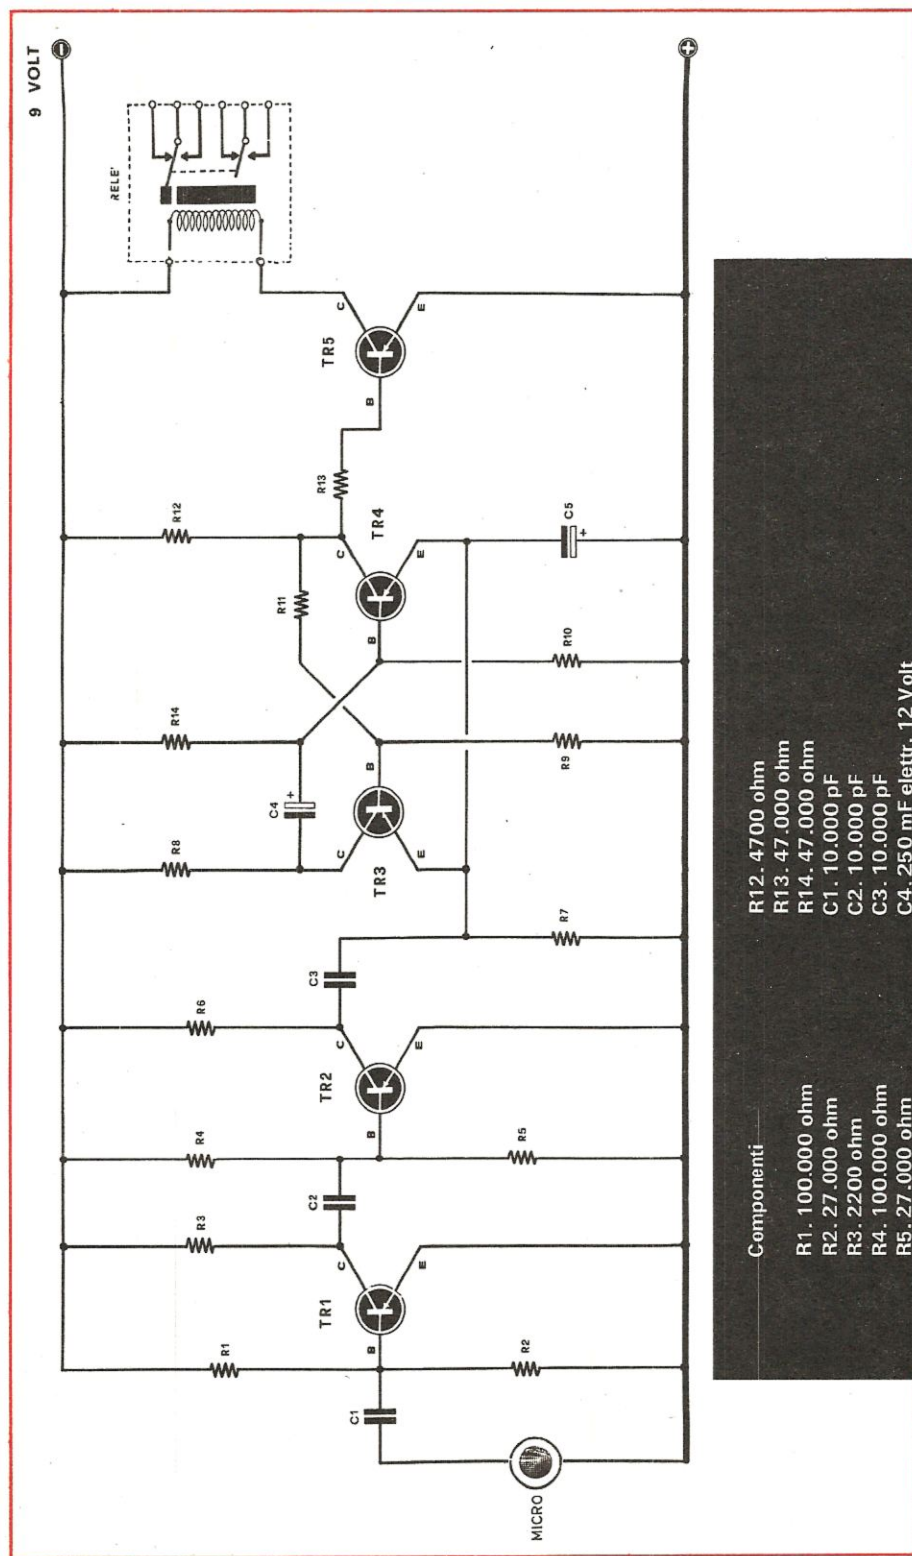 9 VOLT
RELE'
R1
R3
R4
R6
R8
R14
R12
C2
C3
C4
+
R11
R13
C
C
C
C
C
TR1
TR2
TR3
TR4
TR5
B
B
B
B
B
E
E
E
E
E
C1
MICRO
R2
R5
R7
R9
R10
C5
+
Componenti
R1. 100.000 ohm
R2. 27.000 ohm
R3. 2200 ohm
R4. 100.000 ohm
R5. 27.000 ohm
R12. 4700 ohm
R13. 47.000 ohm
R14. 47.000 ohm
C1. 10.000 pF
C2. 10.000 pF
C3. 10.000 pF
C4. 250 mF elettr. 12 Volt